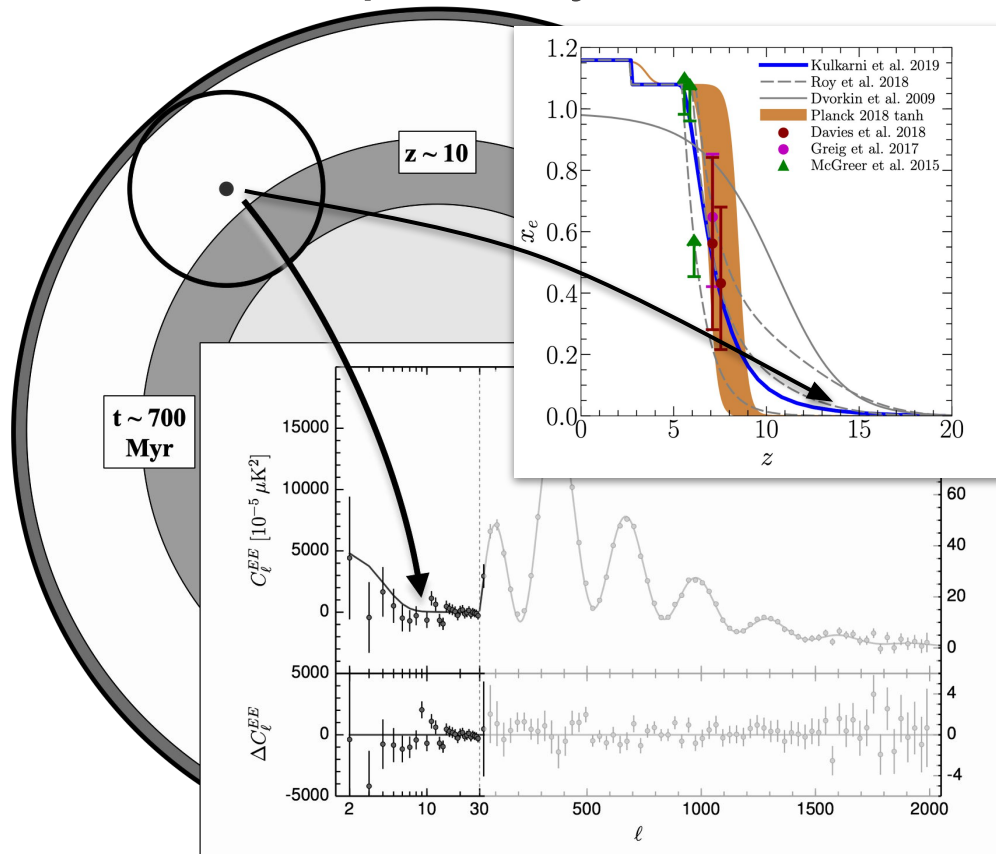 1.2
1.0
0.8
0.6
0.4
0.2
0.0
x_e
0
5
10
15
20
z
Kulkarni et al. 2019
Roy et al. 2018
Dvorkin et al. 2009
Planck 2018 tanh
Davies et al. 2018
Greig et al. 2017
McGreer et al. 2015
z ~ 10
t ~ 700
Myr
15000
10000
5000
0
C_ℓ^{EE} [10^{-5} μK^2]
60
40
20
0
5000
0
-5000
ΔC_ℓ^{EE}
4
0
-4
2
10
30
500
1000
1500
2000
ℓ